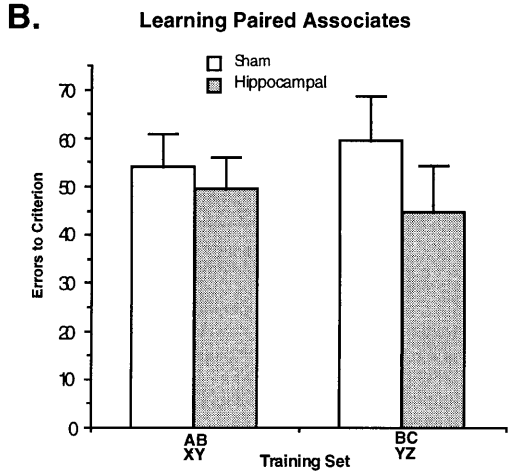 B.
Learning Paired Associates
Sham
Hippocampal
70
60
50
40
30
20
10
0
Errors to Criterion
AB
XY
BC
YZ
Training Set